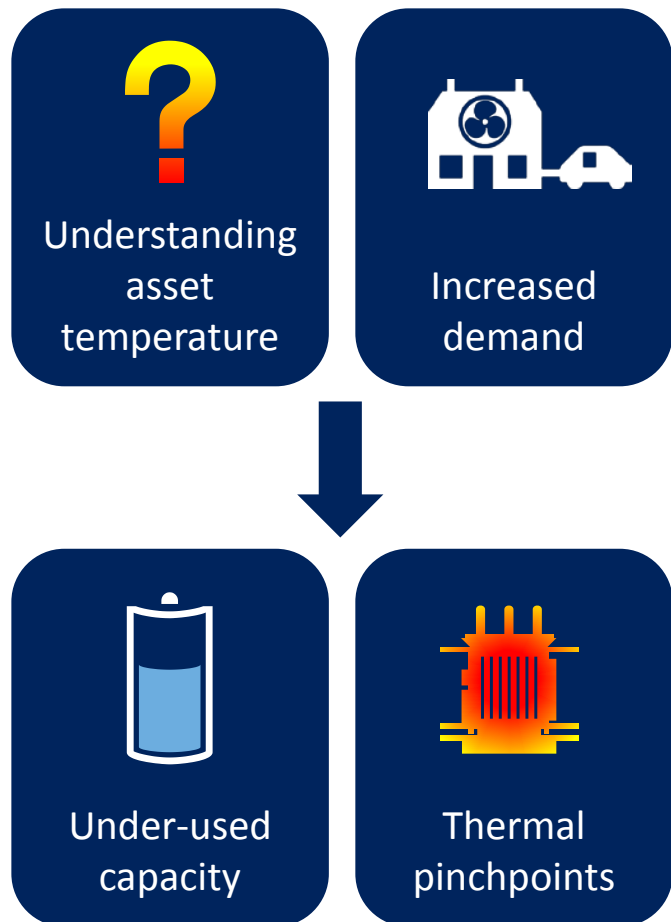 ?
Understanding
asset
temperature
Increased
demand
Under-used
capacity
Thermal
pinchpoints